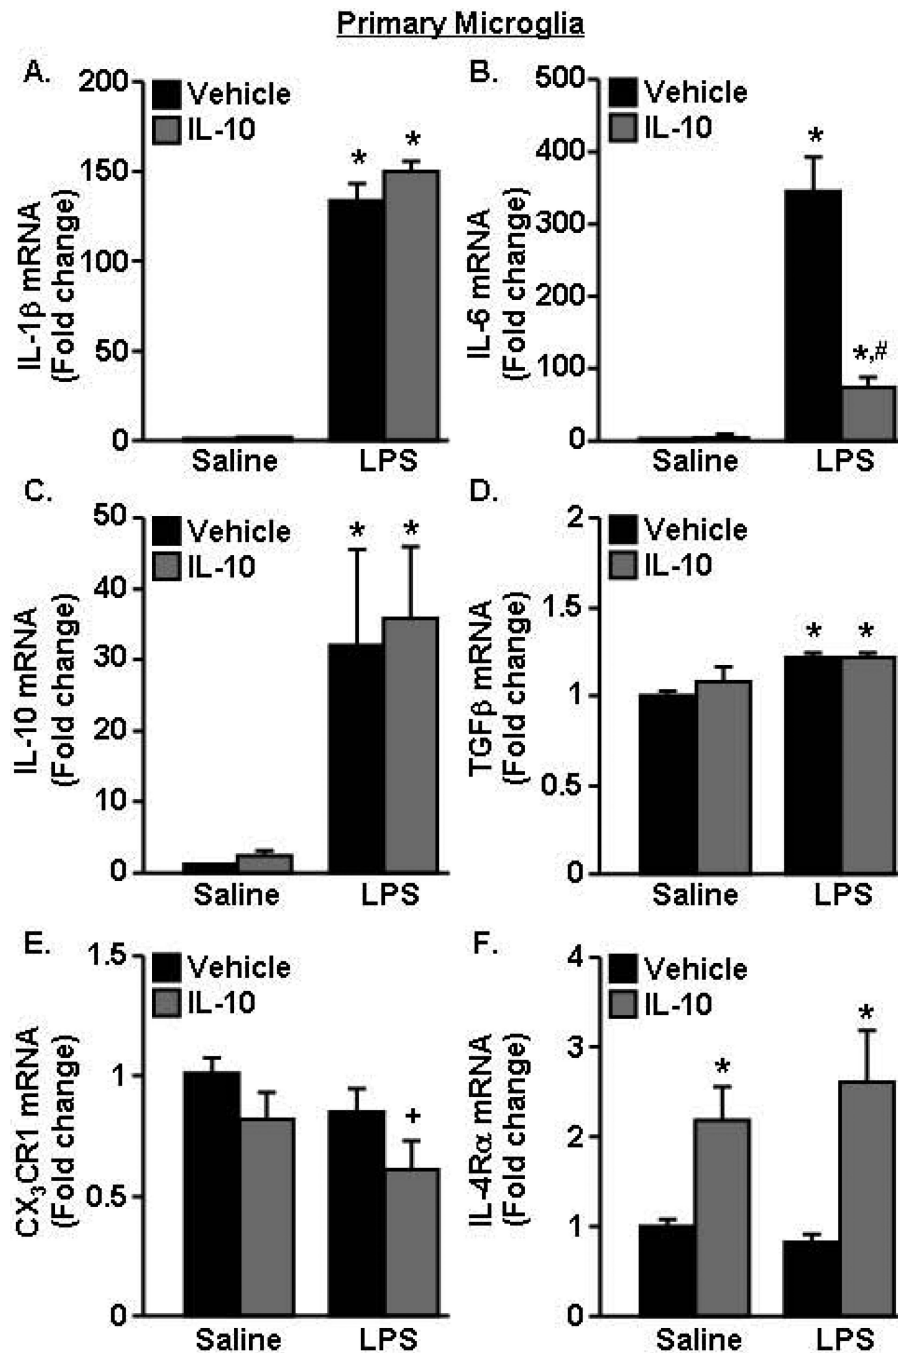 Primary Microglia
A.
200
150
100
50
0
IL-1β mRNA
(Fold change)
Vehicle
IL-10
*
*
Saline
LPS
B.
500
400
300
200
100
0
IL-6 mRNA
(Fold change)
Vehicle
IL-10
*
*,#
Saline
LPS
C.
50
40
30
20
10
0
IL-10 mRNA
(Fold change)
Vehicle
IL-10
*
*
Saline
LPS
D.
2
1.5
1
0.5
0
TGFβ mRNA
(Fold change)
Vehicle
IL-10
*
*
Saline
LPS
E.
1.5
1
0.5
0
CX₃CR1 mRNA
(Fold change)
Vehicle
IL-10
+
Saline
LPS
F.
4
3
2
1
0
IL-4Rα mRNA
(Fold change)
Vehicle
IL-10
*
*
Saline
LPS